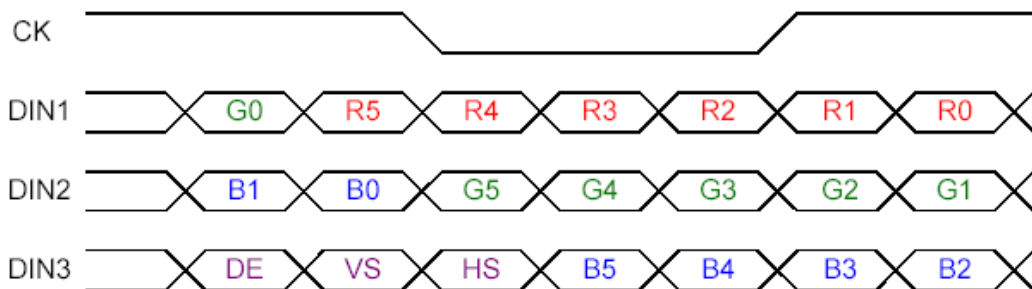 CK
DIN1 G0 R5 R4 R3 R2 R1 R0
DIN2 B1 B0 G5 G4 G3 G2 G1
DIN3 DE VS HS B5 B4 B3 B2